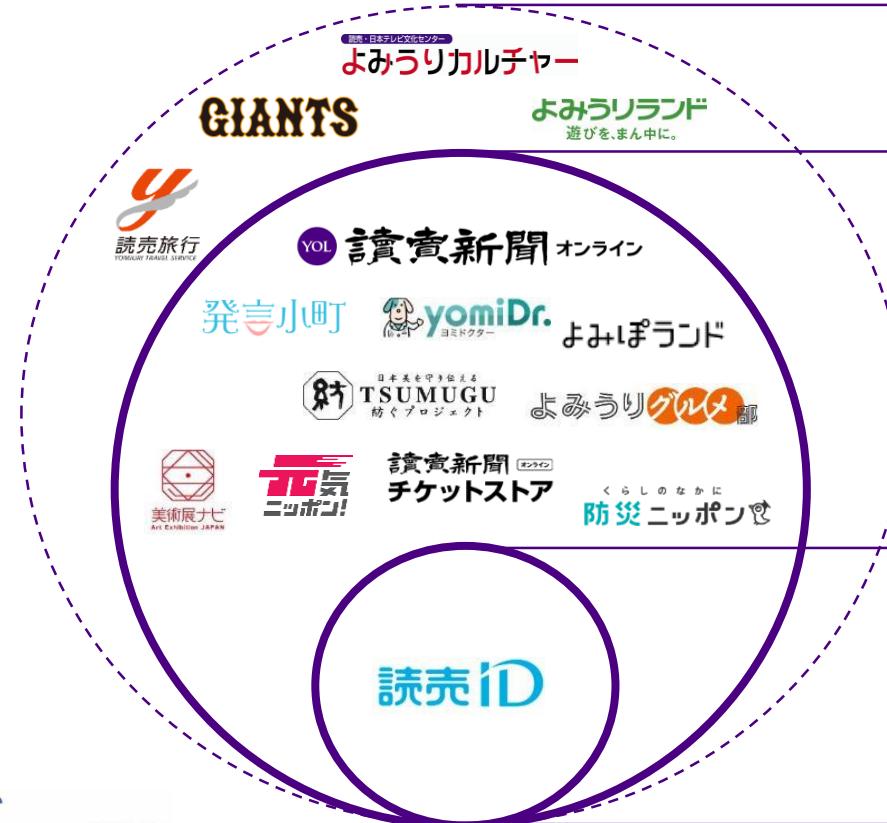 読売・日本テレビ文化センター
よみうりカルチャー
GIANTS
よみうりランド
遊びを、まん中に。
読売旅行
YOMIURI TRAVEL SERVICE
YOL 讀賣新聞 オンライン
発言小町
yomiDr.
ヨミドクター
よみぽランド
紡
日本美を守り伝える
TSUMUGU
紡ぐプロジェクト
よみうりグルメ部
美術展ナビ
Art Exhibition JAPAN
元気
ニッポン!
讀賣新聞 オンライン
チケットストア
くらしのなかに
防災ニッポン
読売iD